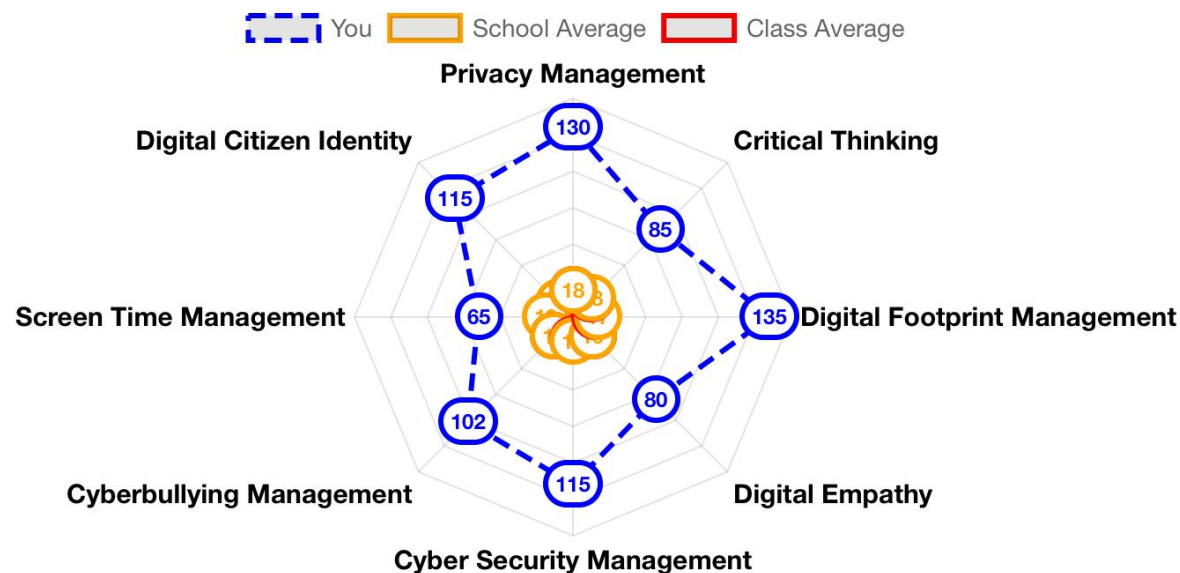 You School Average Class Average
Privacy Management
130
Digital Citizen Identity
Critical Thinking
115
85
18
Screen Time Management
65
135
Digital Footprint Management
80
102
115
Cyberbullying Management
Digital Empathy
Cyber Security Management